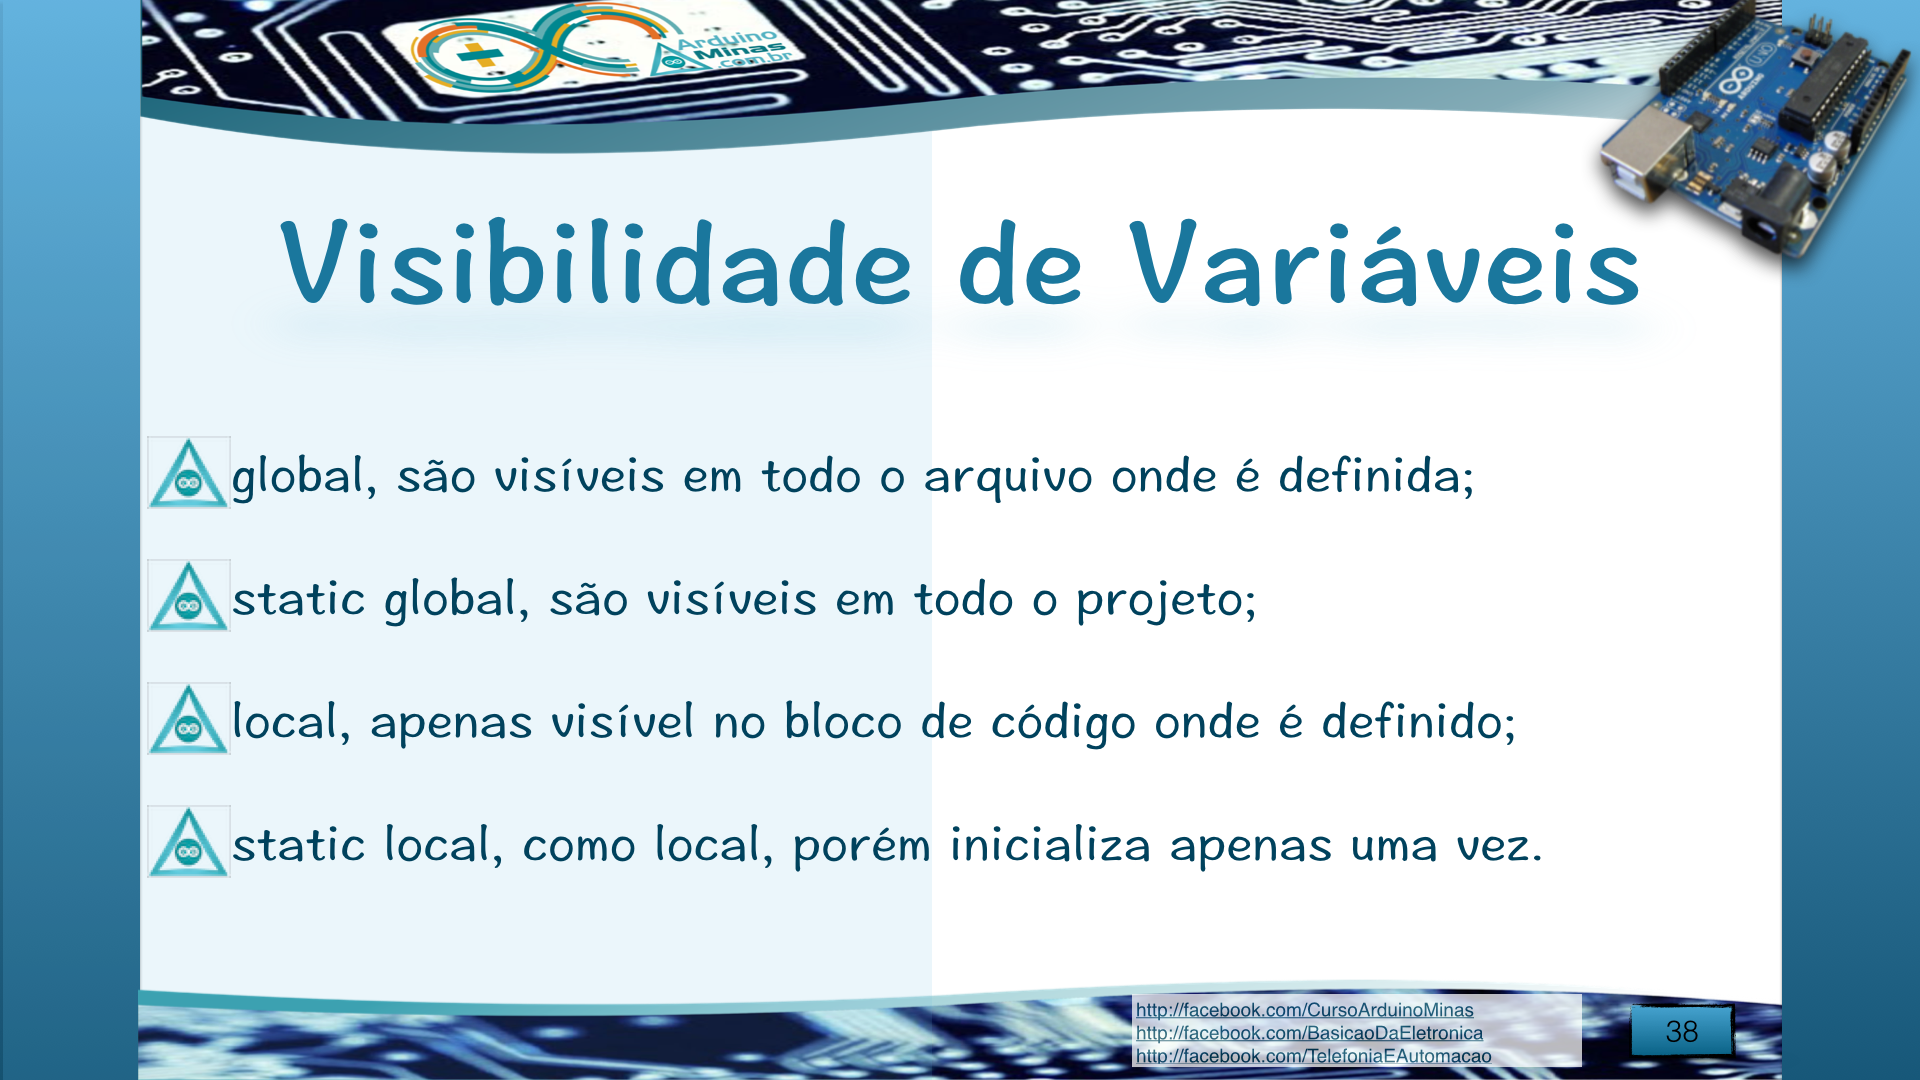 Arduino
Minas
.com.br
UNO
ARDUINO
Visibilidade de Variáveis
global, são visíveis em todo o arquivo onde é definida;
static global, são visíveis em todo o projeto;
local, apenas visível no bloco de código onde é definido;
static local, como local, porém inicializa apenas uma vez.
http://facebook.com/CursoArduinoMinas
http://facebook.com/BasicaoDaEletronica
http://facebook.com/TelefoniaEAutomacao
38